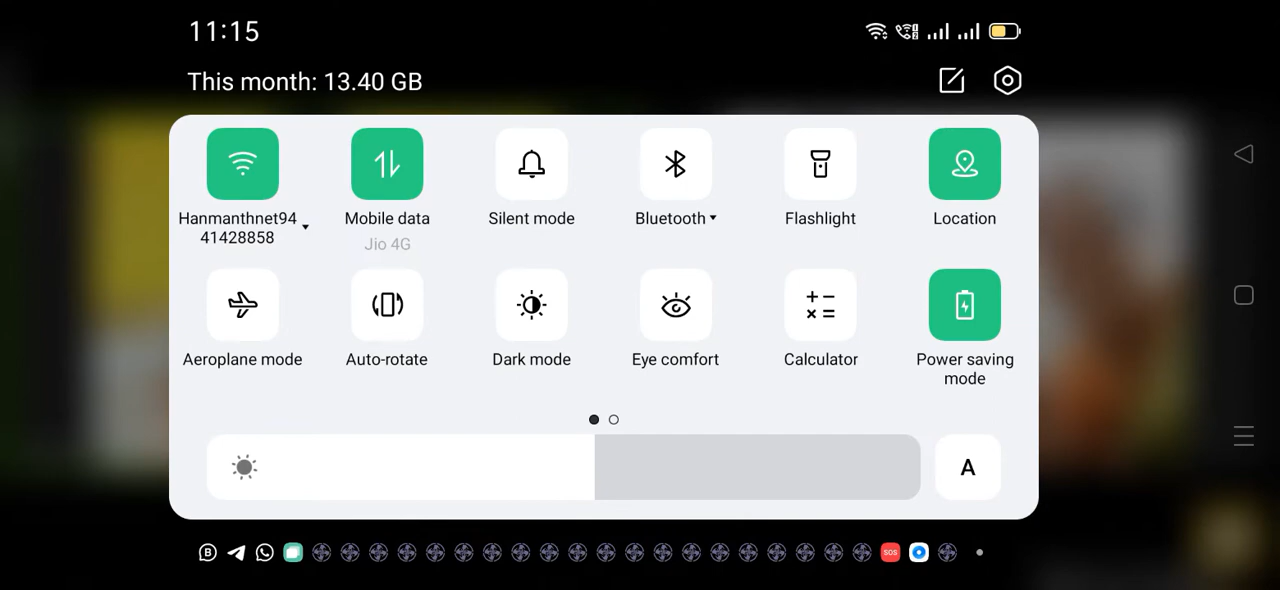 11:15
This month: 13.40 GB
Hanmanthnet94
41428858
Mobile data
Jio 4G
Silent mode
Bluetooth
Flashlight
Location
Aeroplane mode
Auto-rotate
Dark mode
Eye comfort
Calculator
Power saving
mode
A
B
SOS